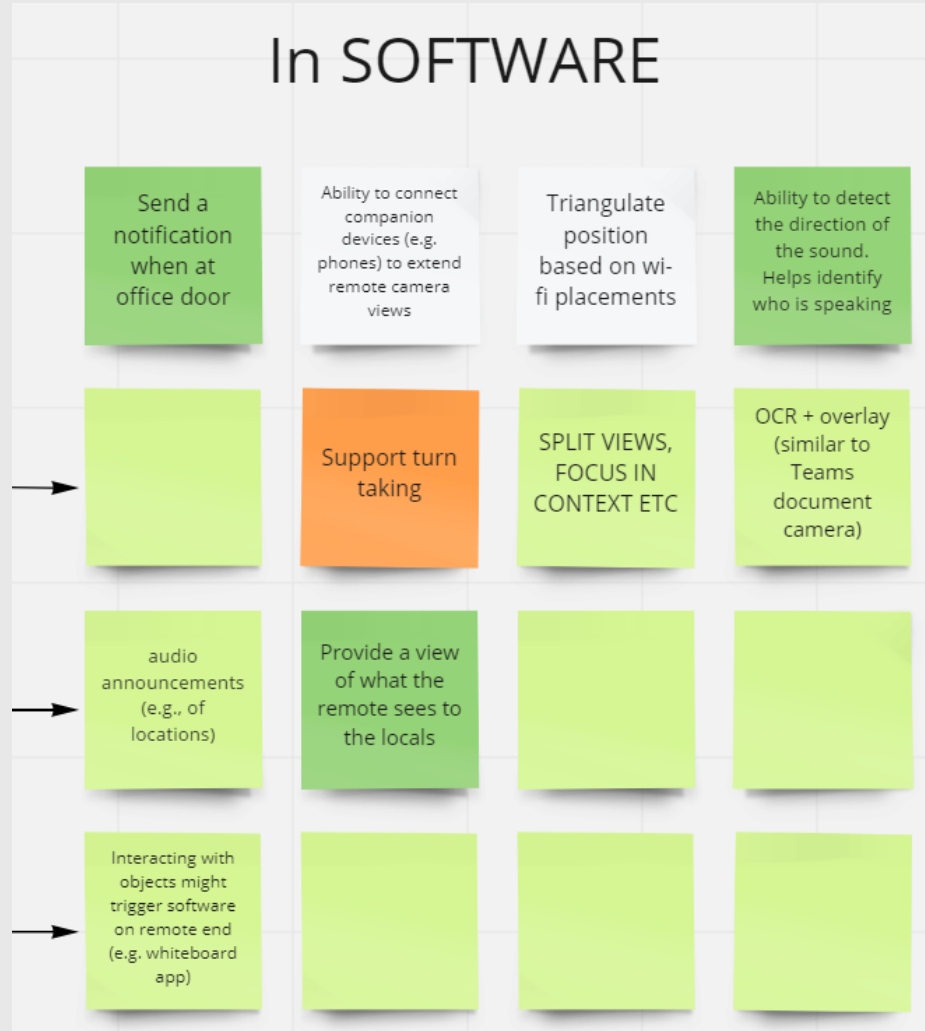 In SOFTWARE
Send a
notification
when at
office door
Ability to connect
companion
devices (e.g.
phones) to extend
remote camera
views
Triangulate
position
based on wi-
fi placements
Ability to detect
the direction of
the sound.
Helps identify
who is speaking
Support turn
taking
SPLIT VIEWS,
FOCUS IN
CONTEXT ETC
OCR + overlay
(similar to
Teams
document
camera)
audio
announcements
(e.g., of
locations)
Provide a view
of what the
remote sees to
the locals
Interacting with
objects might
trigger software
on remote end
(e.g. whiteboard
app)